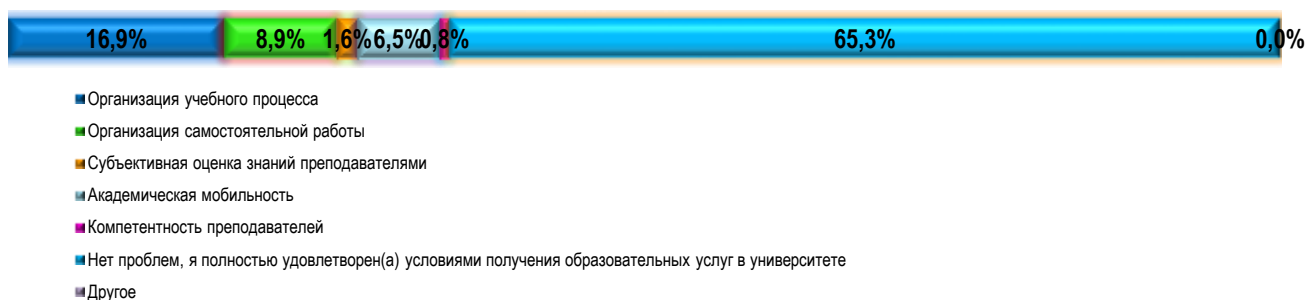 16,9% 8,9% 1,6% 6,5% 0,8% 65,3% 0,0%
Организация учебного процесса
Организация самостоятельной работы
Субъективная оценка знаний преподавателями
Академическая мобильность
Компетентность преподавателей
Нет проблем, я полностью удовлетворен(а) условиями получения образовательных услуг в университете
Другое